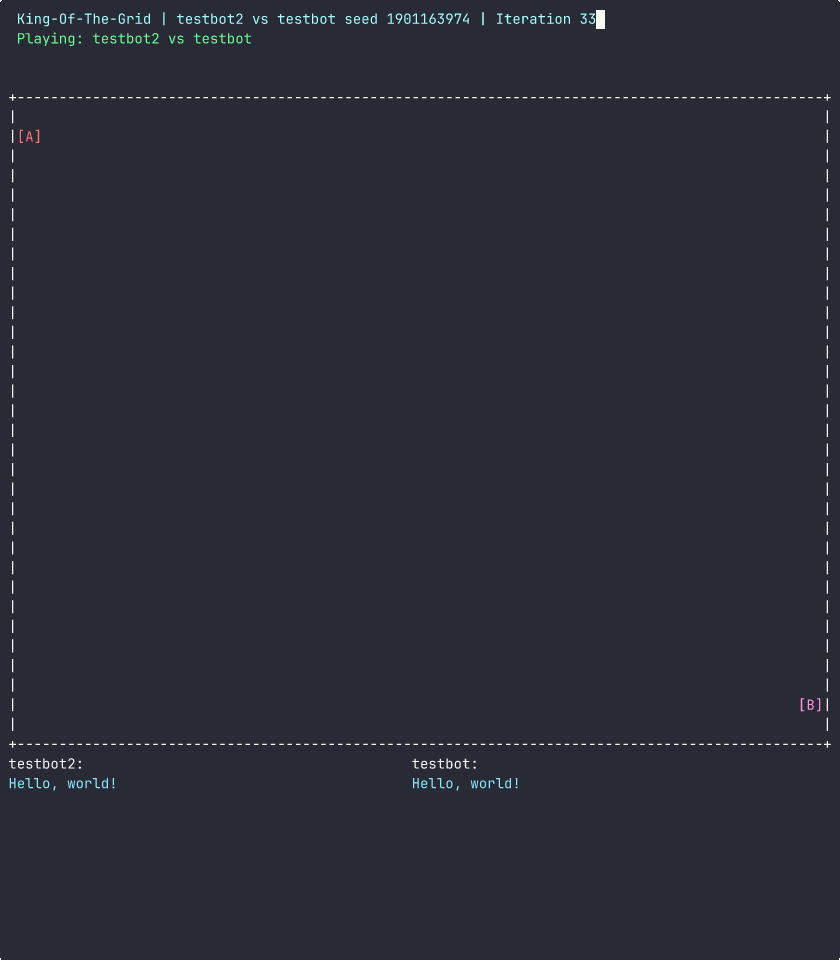 King-Of-The-Grid | testbot2 vs testbot seed 1901163974 | Iteration 33
Playing: testbot2 vs testbot
[A]
[B]
testbot2: testbot:
Hello, world! Hello, world!